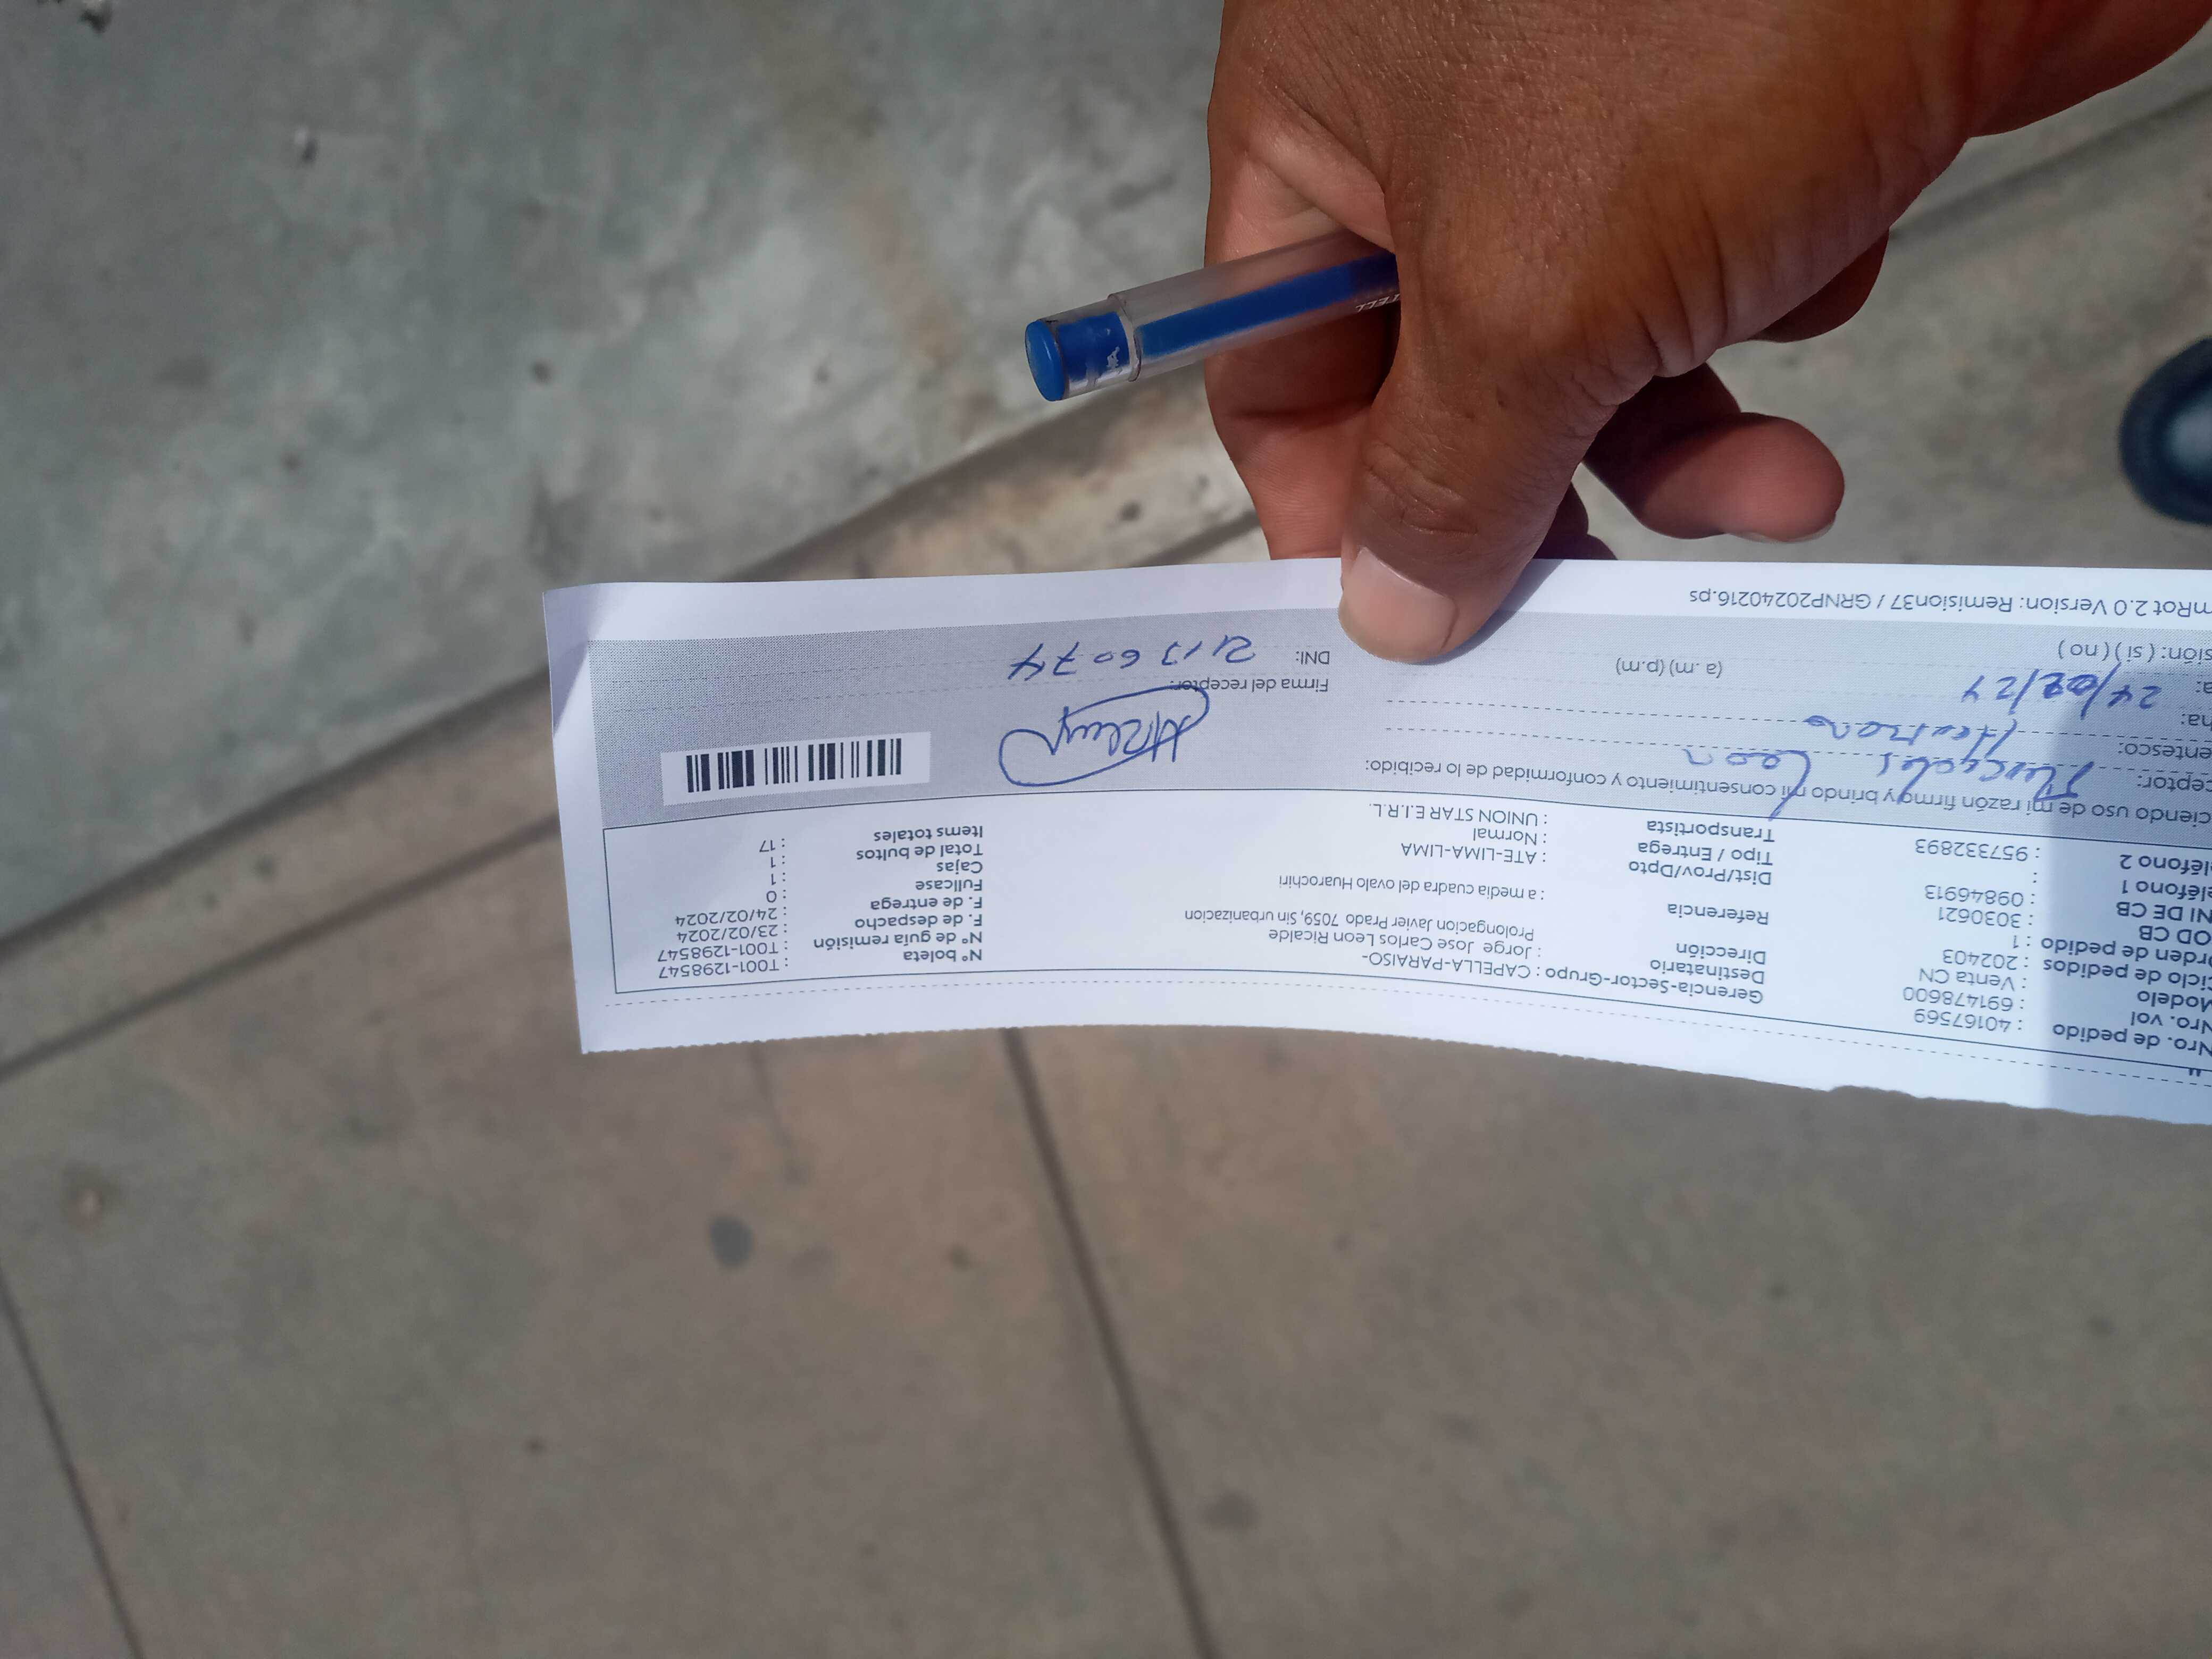 Nro. de pedido : 40167569
Nro. vol : 691478600
Modelo : Venta CN
Ciclo de pedidos : 202403
Orden de pedido : 1
COD CB : 3030621
DNI DE CB : 09846913
Teléfono 1 :
Teléfono 2 : 957332893
Gerencia-Sector-Grupo : CAPELLA-PARAISO-
Destinatario : Jorge Jose Carlos Leon Ricalde
Dirección Prolongacion Javier Prado 7059, Sin urbanizacion
Referencia : a media cuadra del ovalo Huarochiri
Dist/Prov/Dpto : ATE-LIMA-LIMA
Tipo / Entrega : Normal
Transportista : UNION STAR E.I.R.L.
N° boleta : T001-1298547
N° de guía remisión : T001-1298547
F. de despacho : 23/02/2024
F. de entrega : 24/02/2024
Fullcase : 0
Cajas : 1
Total de bultos : 1
Items totales : 17
ciendo uso de mi razón firmo y brindo mi consentimiento y conformidad de lo recibido:
ceptor: Leon
entesco:
ha: 24/02/24
a: (a .m) (p.m)
sión: ( si ) ( no )
Firma del receptor:
DNI: 21136074
mRot 2.0 Version: Remision37 / GRNP20240216.ps